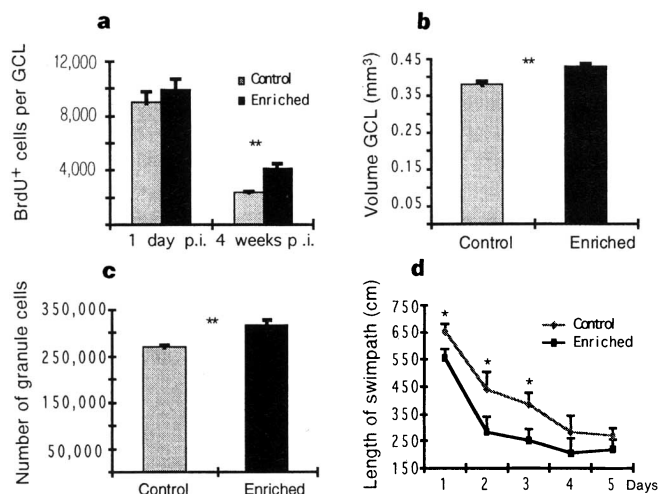 a
BrdU+ cells per GCL
12,000
8,000
4,000
Control
Enriched
**
1 day p.i. 4 weeks p.i.
b
Volume GCL (mm³)
0.45
0.35
0.25
0.15
0.05
**
Control Enriched
c
Number of granule cells
350,000
250,000
150,000
50,000
**
Control Enriched
d
Length of swimpath (cm)
750
650
550
450
350
250
150
* * *
Control
Enriched
1 2 3 4 5 Days